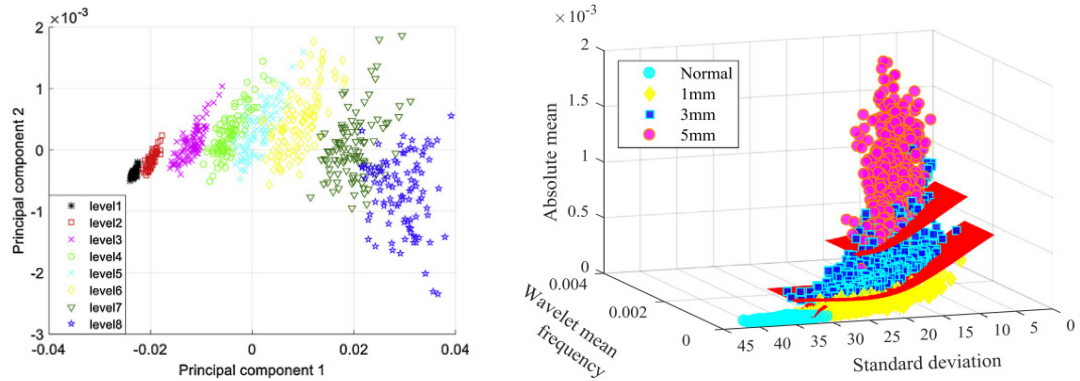 ×10⁻³
2
1
0
-1
-2
-3
Principal component 2
level1
level2
level3
level4
level5
level6
level7
level8
-0.04 -0.02 0 0.02 0.04
Principal component 1
×10⁻³
2
1.5
1
0.5
0
Absolute mean
Normal
1mm
3mm
5mm
0.004
0.002
0
Wavelet mean
frequency
45 40 35 30 25 20 15 10 5 0
Standard deviation